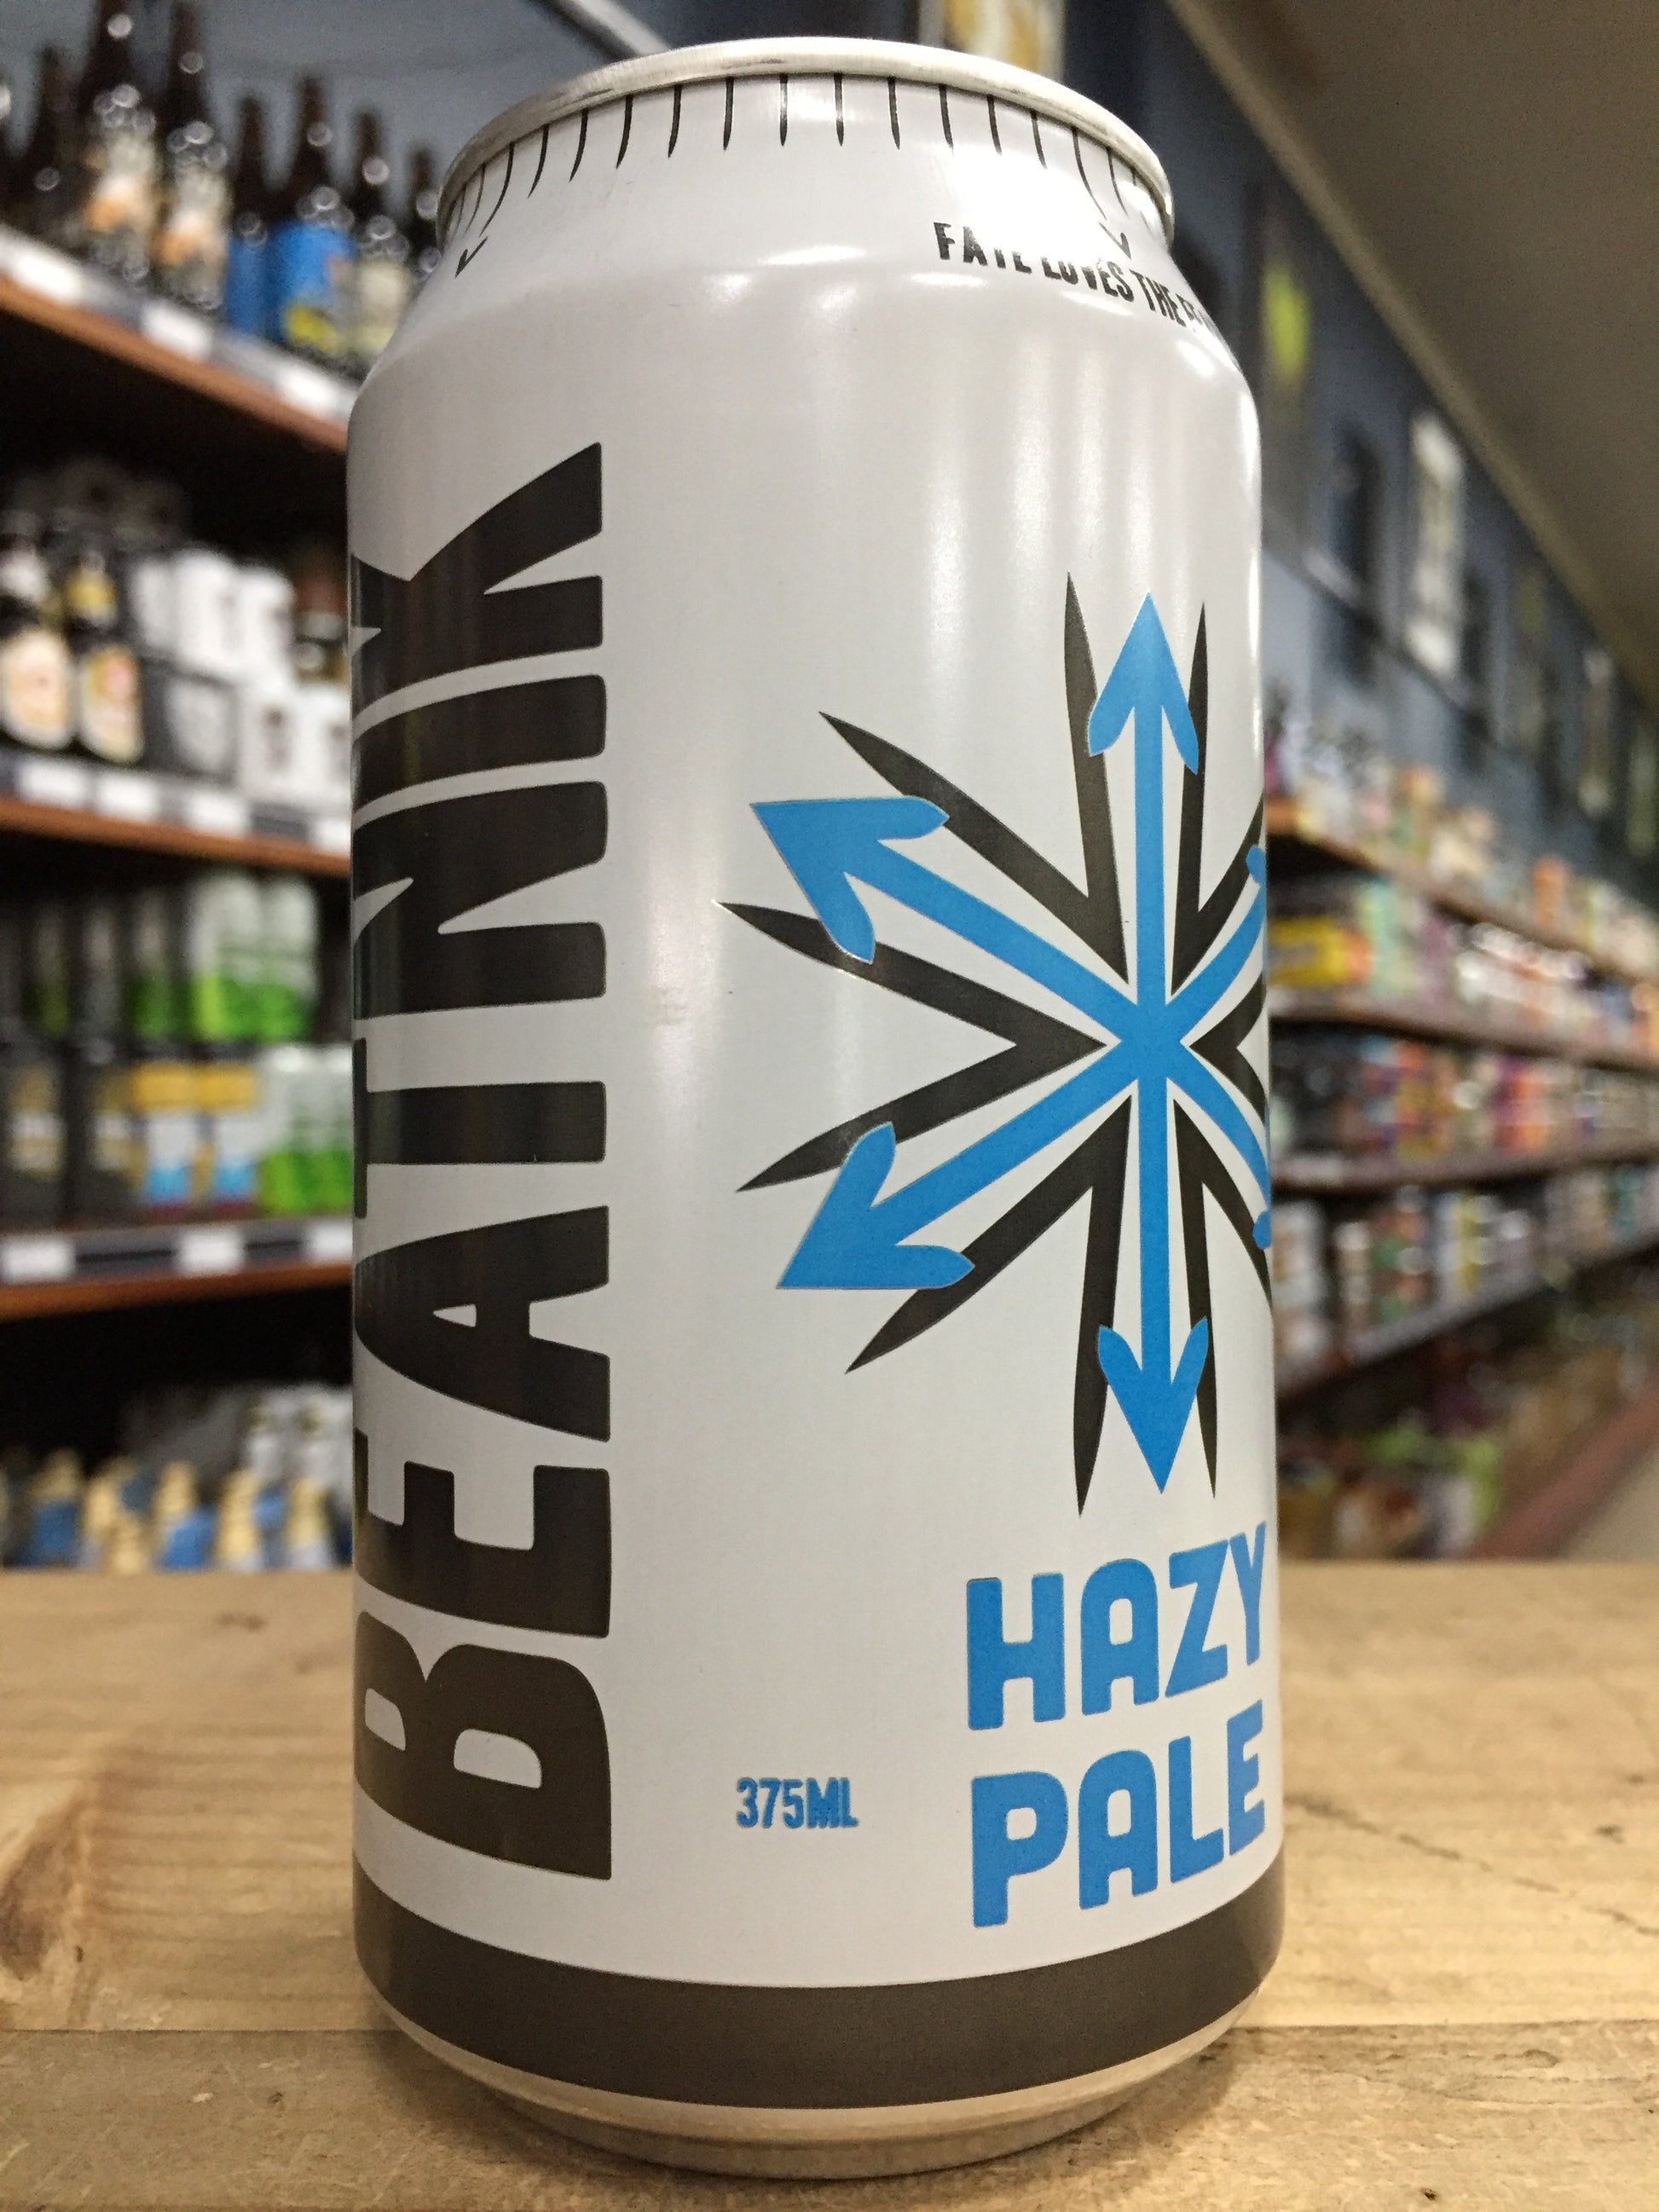 FATE LOVES THE
BEATNIK
HAZY
PALE
375ML